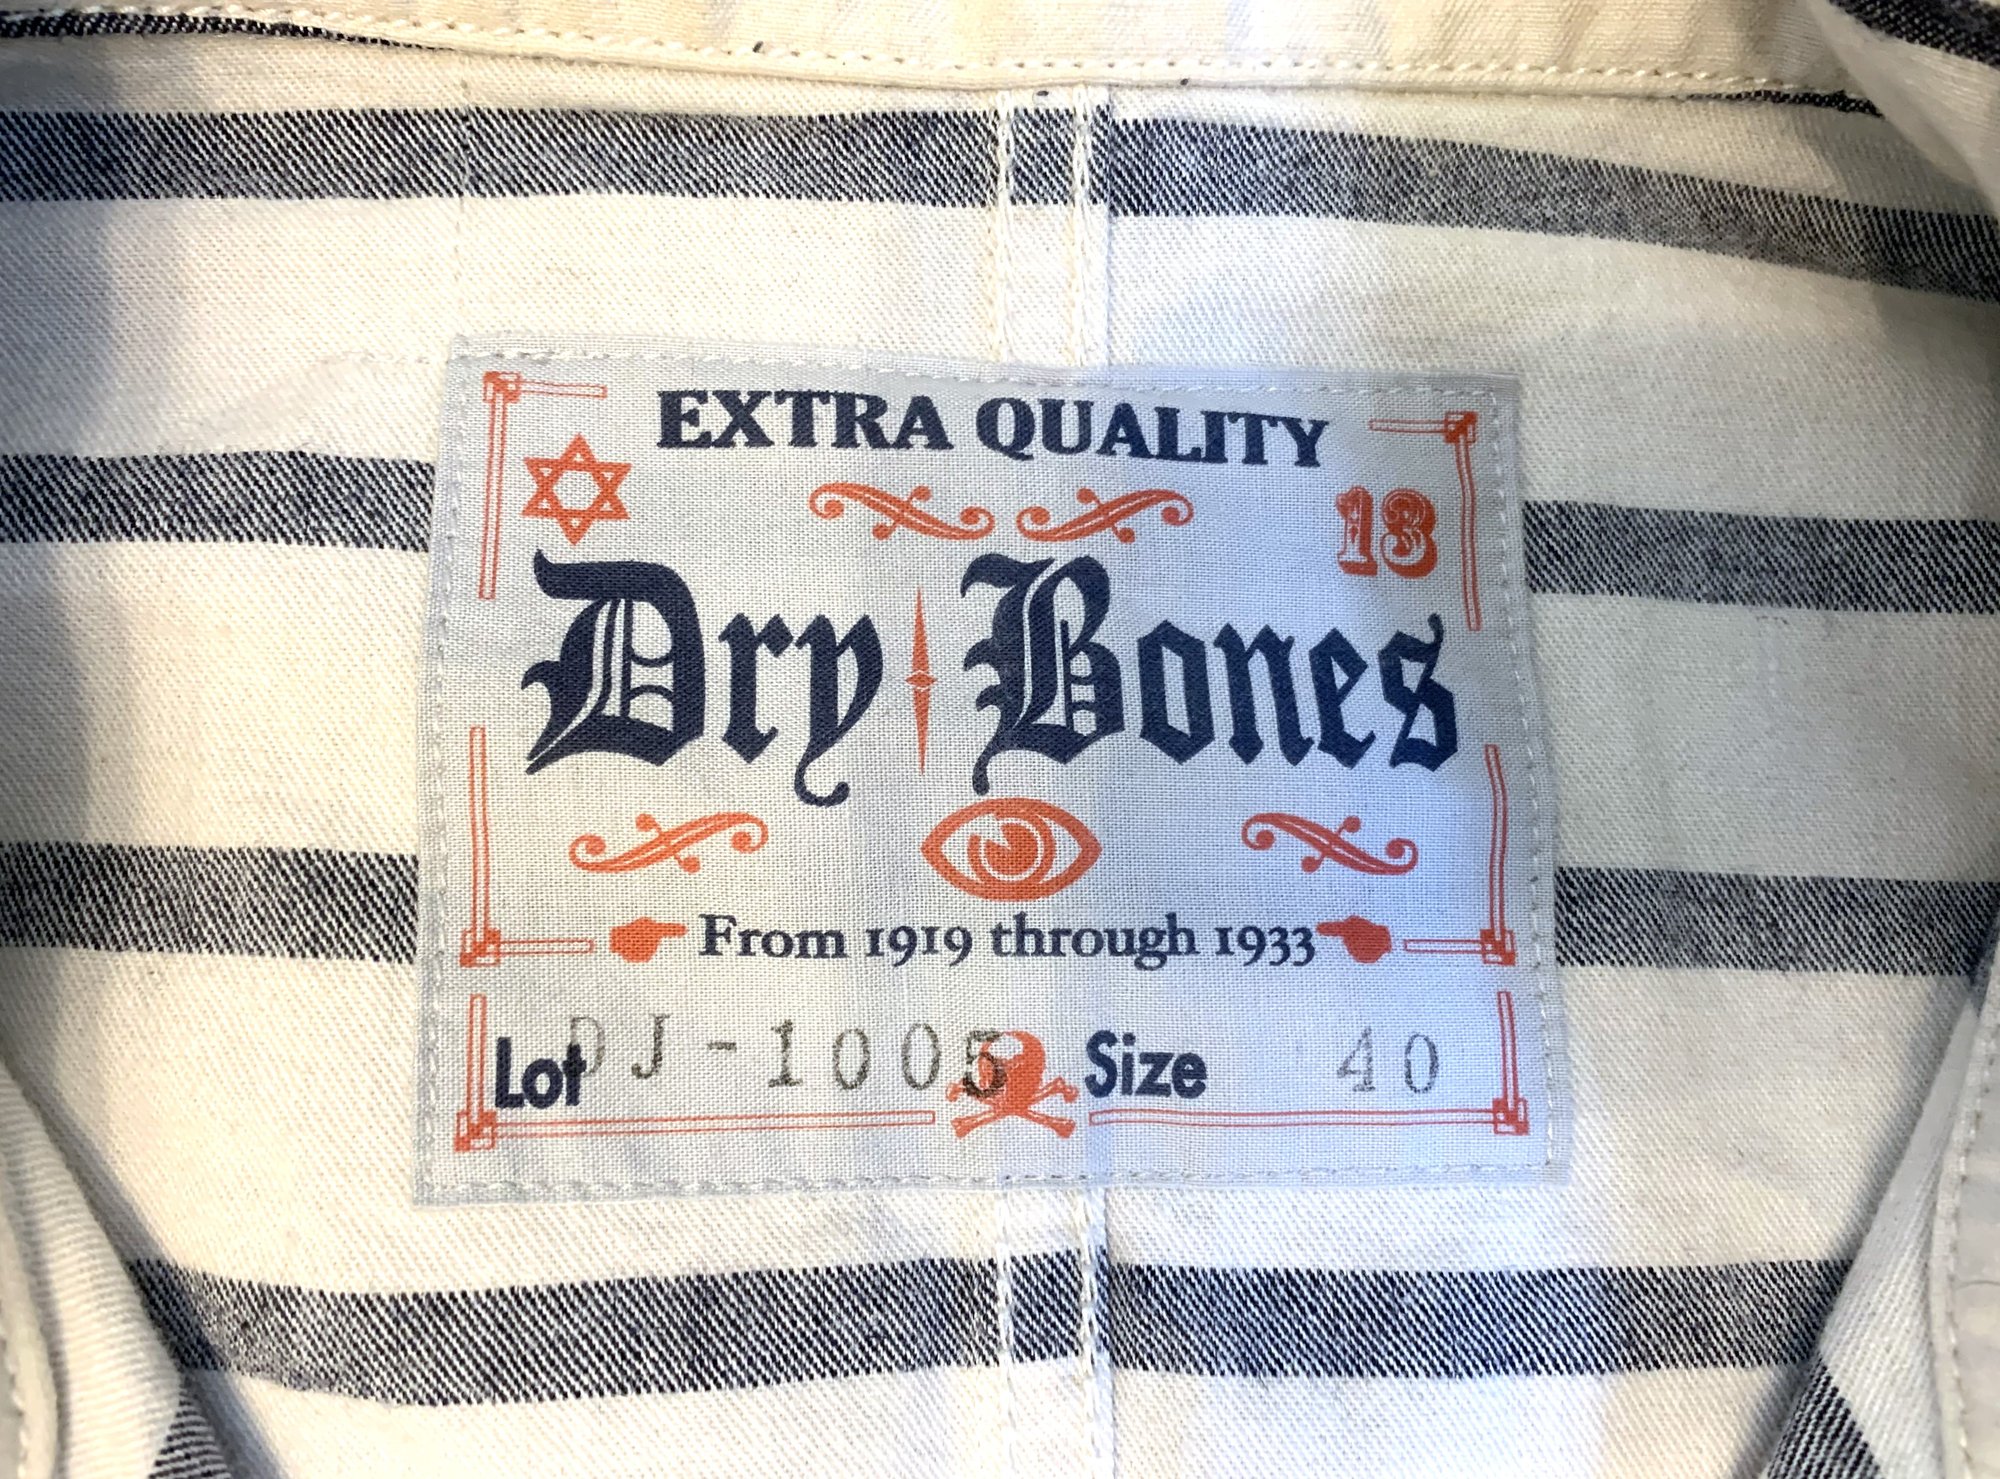 EXTRA QUALITY
13
Dry Bones
From 1919 through 1933
Lot DJ-1005 Size 40